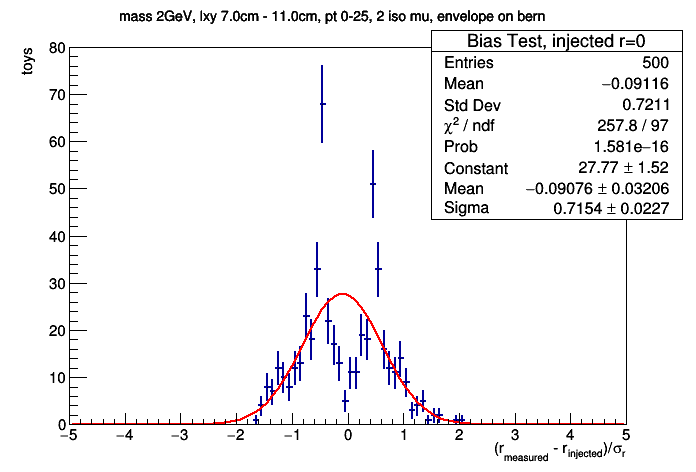 mass 2GeV, lxy 7.0cm - 11.0cm, pt 0-25, 2 iso mu, envelope on bern
Bias Test, injected r=0
Entries 500
Mean −0.09116
Std Dev 0.7211
χ² / ndf 257.8 / 97
Prob 1.581e−16
Constant 27.77 ± 1.52
Mean −0.09076 ± 0.03206
Sigma 0.7154 ± 0.0227
toys
80
70
60
50
40
30
20
10
0
−5 −4 −3 −2 −1 0 1 2 3 4 5
(r_measured - r_injected)/σ_r